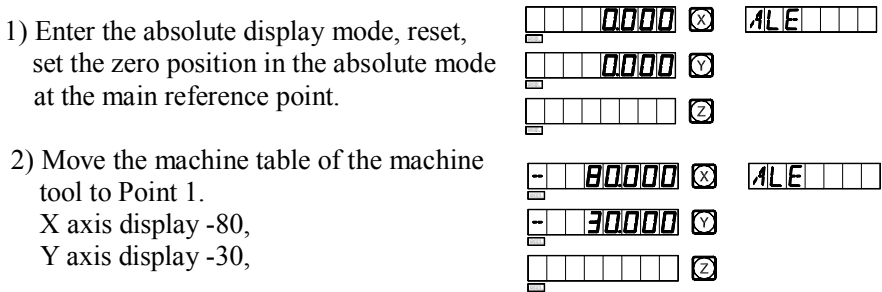 1) Enter the absolute display mode, reset,
set the zero position in the absolute mode
at the main reference point.
0.000 X ALE
0.000 Y
Z
2) Move the machine table of the machine
tool to Point 1.
X axis display -80,
Y axis display -30,
- 80.000 X ALE
- 30.000 Y
Z